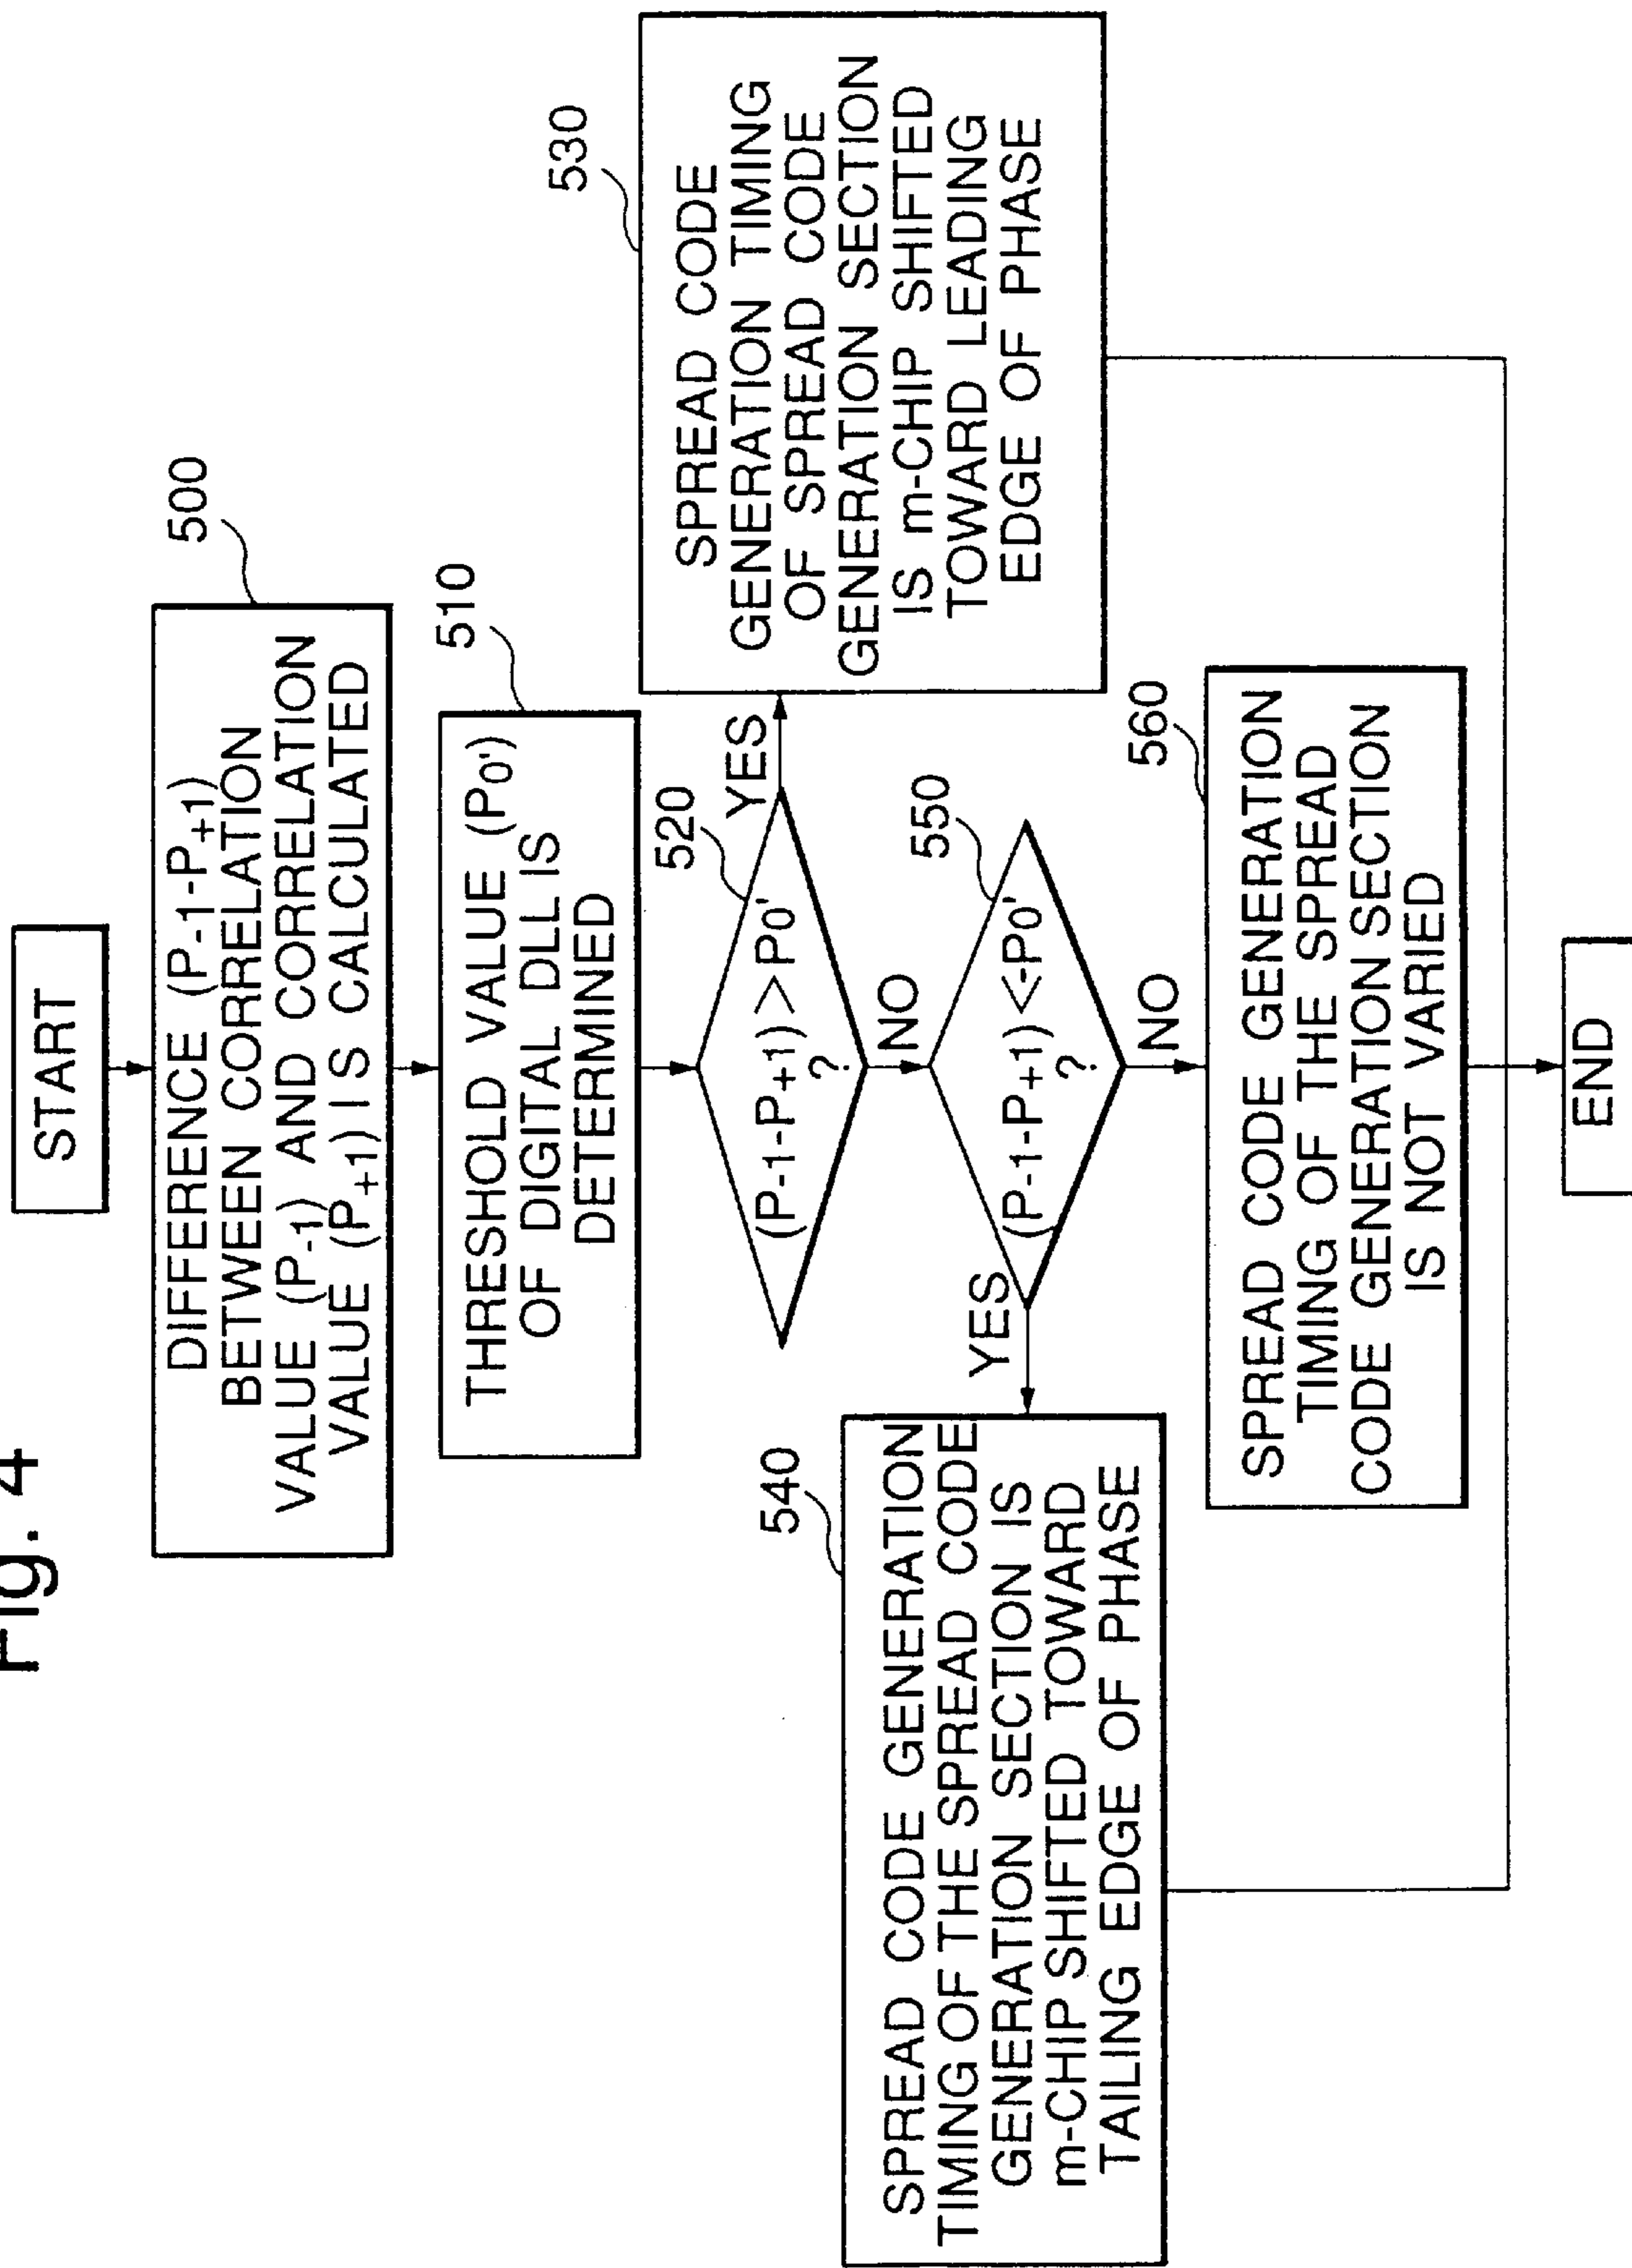 Fig. 4
START
500
DIFFERENCE (P-1-P+1)
BETWEEN CORRELATION
VALUE (P-1) AND CORRELATION
VALUE (P+1) IS CALCULATED
510
THRESHOLD VALUE (P0')
OF DIGITAL DLL IS
DETERMINED
520
(P-1-P+1) > P0'
?
YES
NO
530
SPREAD CODE
GENERATION TIMING
OF SPREAD CODE
GENERATION SECTION
IS m-CHIP SHIFTED
TOWARD LEADING
EDGE OF PHASE
550
(P-1-P+1) <-P0'
?
YES
NO
540
SPREAD CODE GENERATION
TIMING OF THE SPREAD CODE
GENERATION SECTION IS
m-CHIP SHIFTED TOWARD
TAILING EDGE OF PHASE
560
SPREAD CODE GENERATION
TIMING OF THE SPREAD
CODE GENERATION SECTION
IS NOT VARIED
END